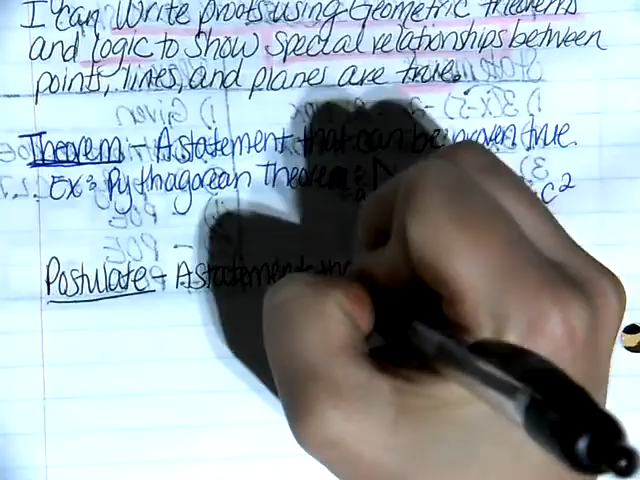 I can write proofs using Geometric theorems
and logic to show special relationships between
points, lines, and planes are true.
Theorem - A statement that can be proven true.
Ex: Pythagorean Theorem: c²
Postulate - A statement